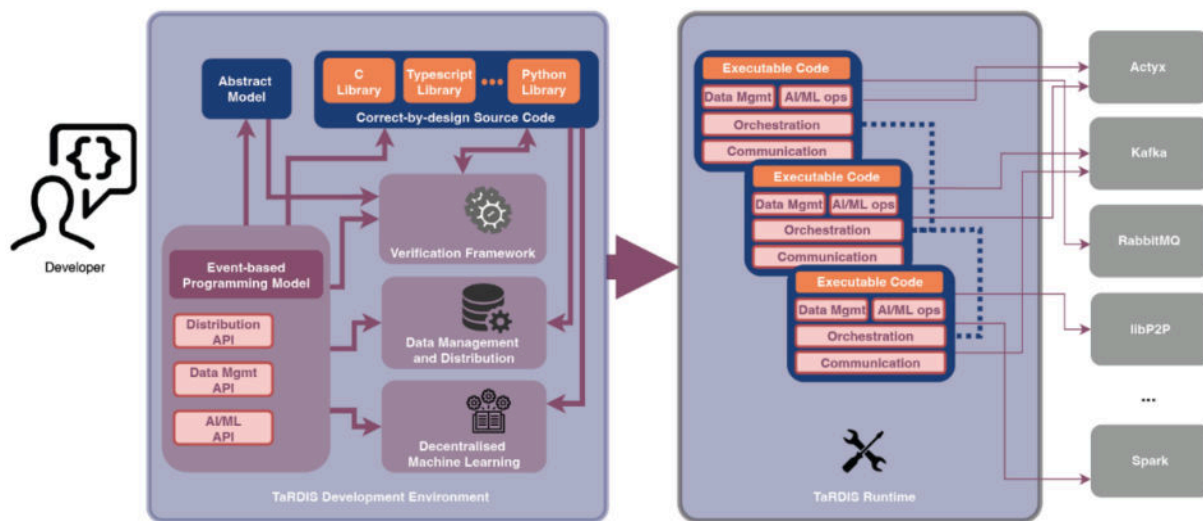 Developer
Abstract
Model
C
Library
Typescript
Library
Python
Library
Correct-by-design Source Code
Verification Framework
Event-based
Programming Model
Distribution
API
Data Mgmt
API
AI/ML
API
Data Management
and Distribution
Decentralised
Machine Learning
TaRDIS Development Environment
Executable Code
Data Mgmt
AI/ML ops
Orchestration
Communication
Executable Code
Data Mgmt
AI/ML ops
Orchestration
Communication
Executable Code
Data Mgmt
AI/ML ops
Orchestration
Communication
TaRDIS Runtime
Actyx
Kafka
RabbitMQ
libP2P
...
Spark